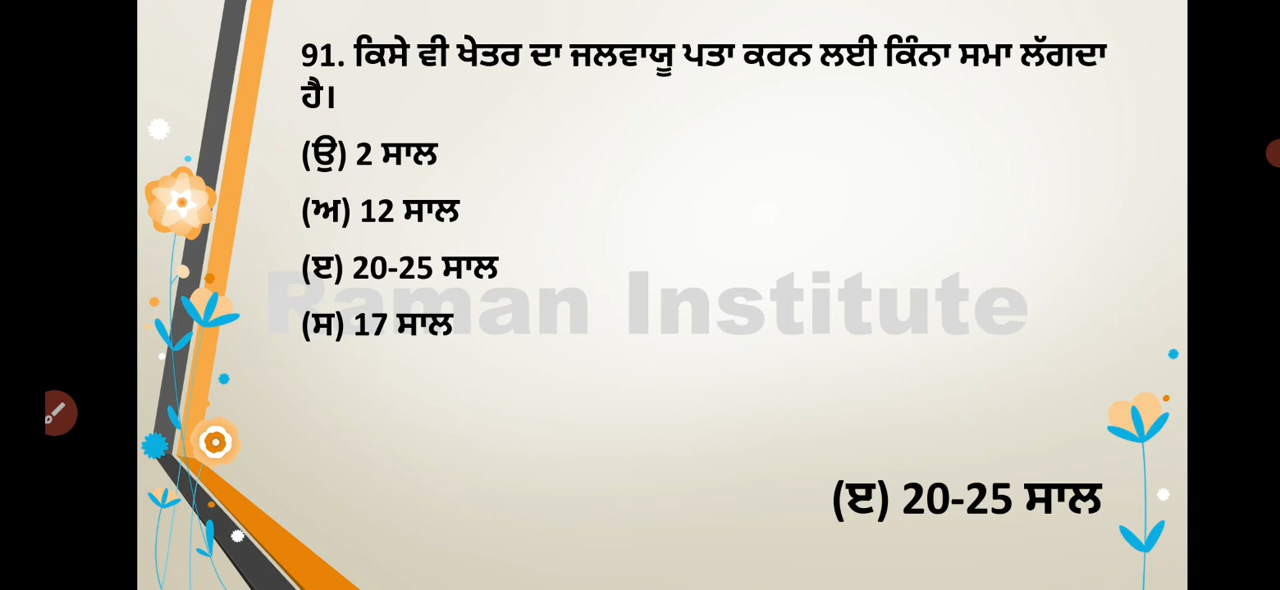 91. ਕਿਸੇ ਵੀ ਖੇਤਰ ਦਾ ਜਲਵਾਯੂ ਪਤਾ ਕਰਨ ਲਈ ਕਿੰਨਾ ਸਮਾ ਲੱਗਦਾ
ਹੈ।
(ੳੁ) 2 ਸਾਲ
(ਅ) 12 ਸਾਲ
(ੲ) 20-25 ਸਾਲ
(ਸ) 17 ਸਾਲ
Raman Institute
(ੲ) 20-25 ਸਾਲ